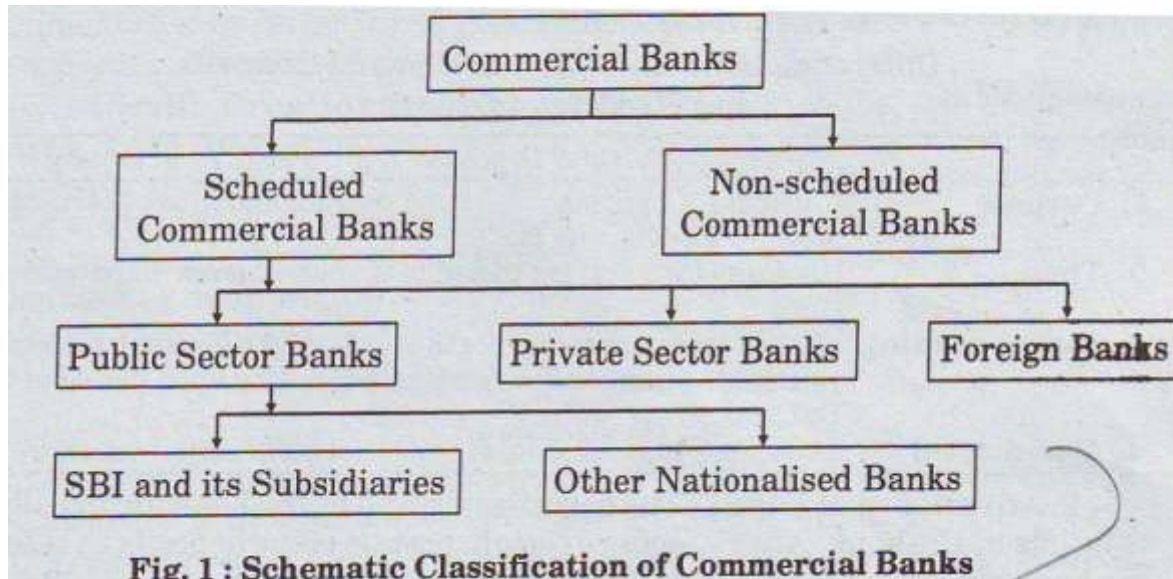 Commercial Banks
Scheduled
Commercial Banks
Non-scheduled
Commercial Banks
Public Sector Banks
Private Sector Banks
Foreign Banks
SBI and its Subsidiaries
Other Nationalised Banks
Fig. 1 : Schematic Classification of Commercial Banks